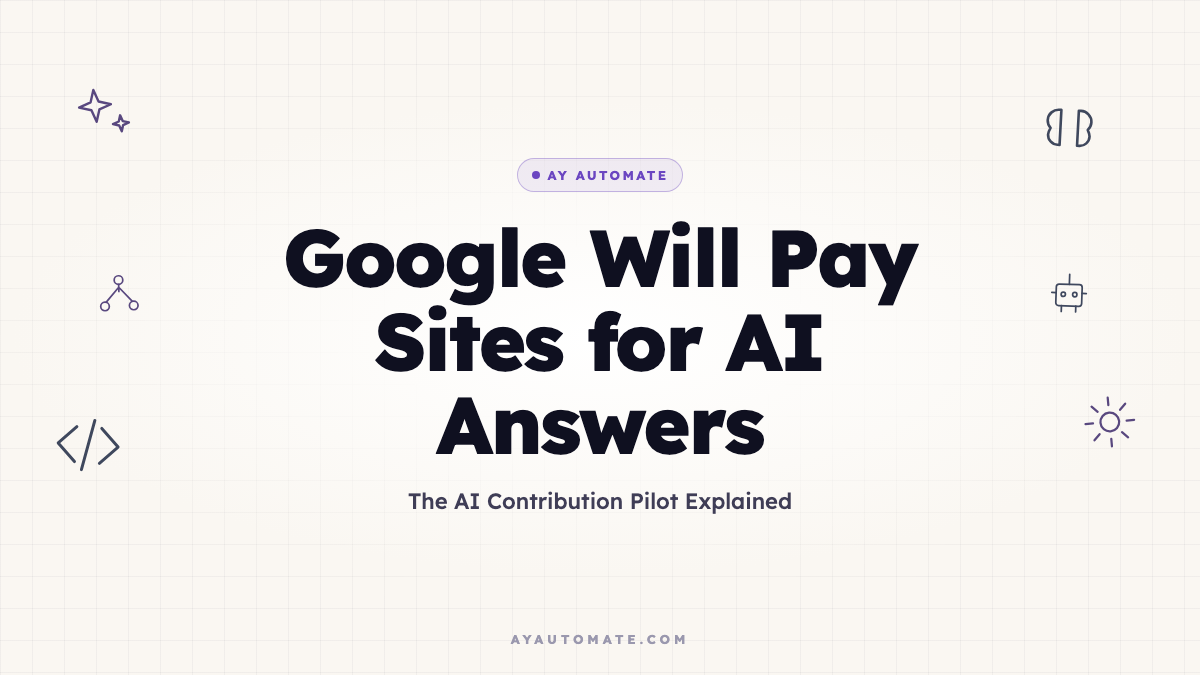 AY AUTOMATE
Google Will Pay
Sites for AI
Answers
The AI Contribution Pilot Explained
AYAUTOMATE.COM